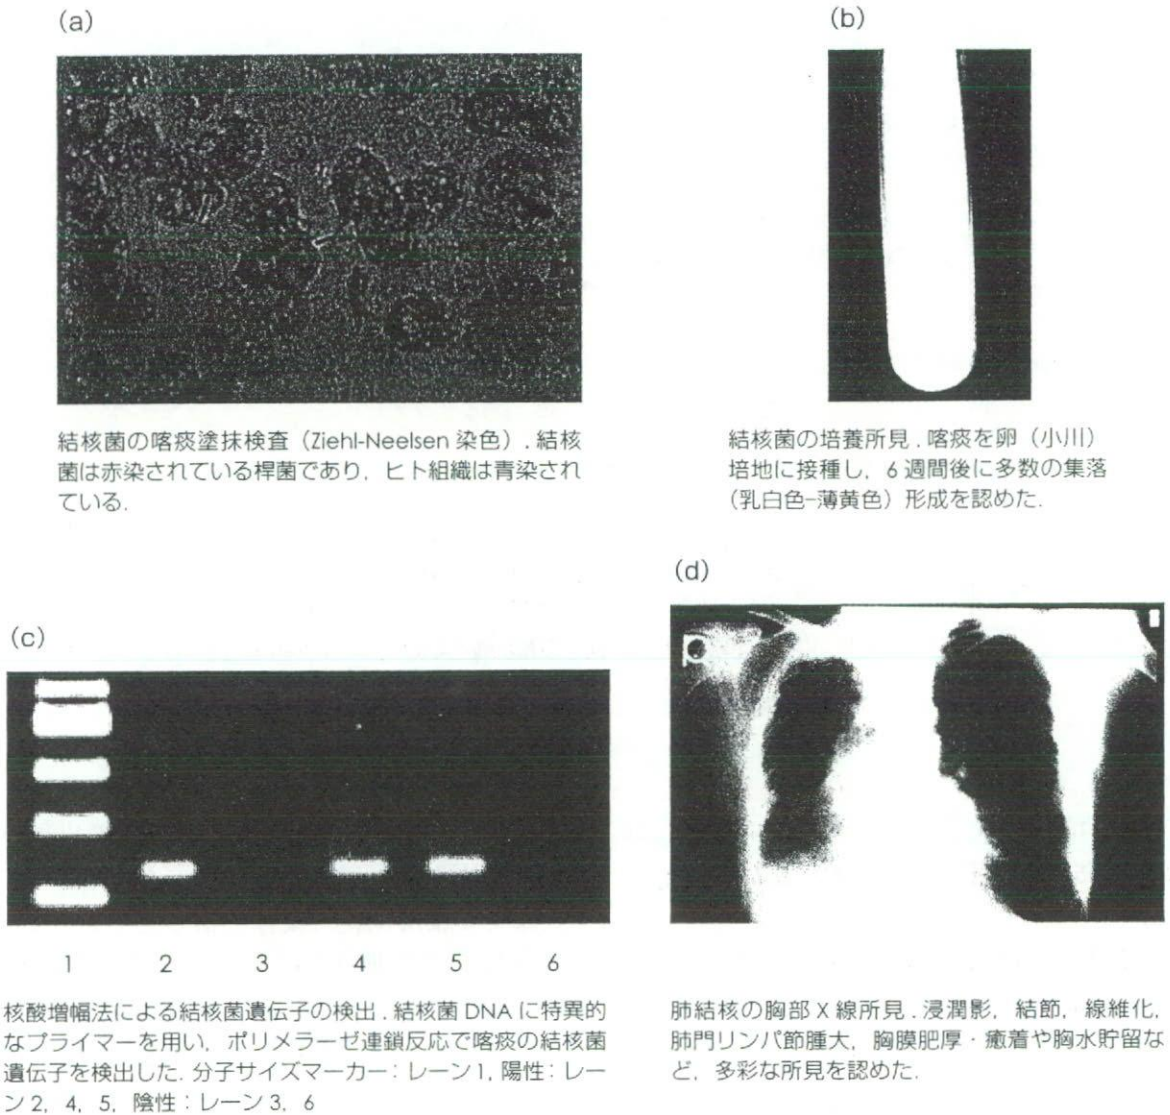 (a)
結核菌の喀痰塗抹検査（Ziehl-Neelsen 染色）．結核
菌は赤染されている桿菌であり，ヒト組織は青染され
ている．
(b)
結核菌の培養所見．喀痰を卵（小川）
培地に接種し，6 週間後に多数の集落
（乳白色-薄黄色）形成を認めた．
(c)
1 2 3 4 5 6
核酸増幅法による結核菌遺伝子の検出．結核菌 DNA に特異的
なプライマーを用い，ポリメラーゼ連鎖反応で喀痰の結核菌
遺伝子を検出した．分子サイズマーカー：レーン1，陽性：レー
ン 2，4，5，陰性：レーン 3，6
(d)
R
肺結核の胸部 X 線所見．浸潤影，結節，線維化，
肺門リンパ節腫大，胸膜肥厚・癒着や胸水貯留な
ど，多彩な所見を認めた．